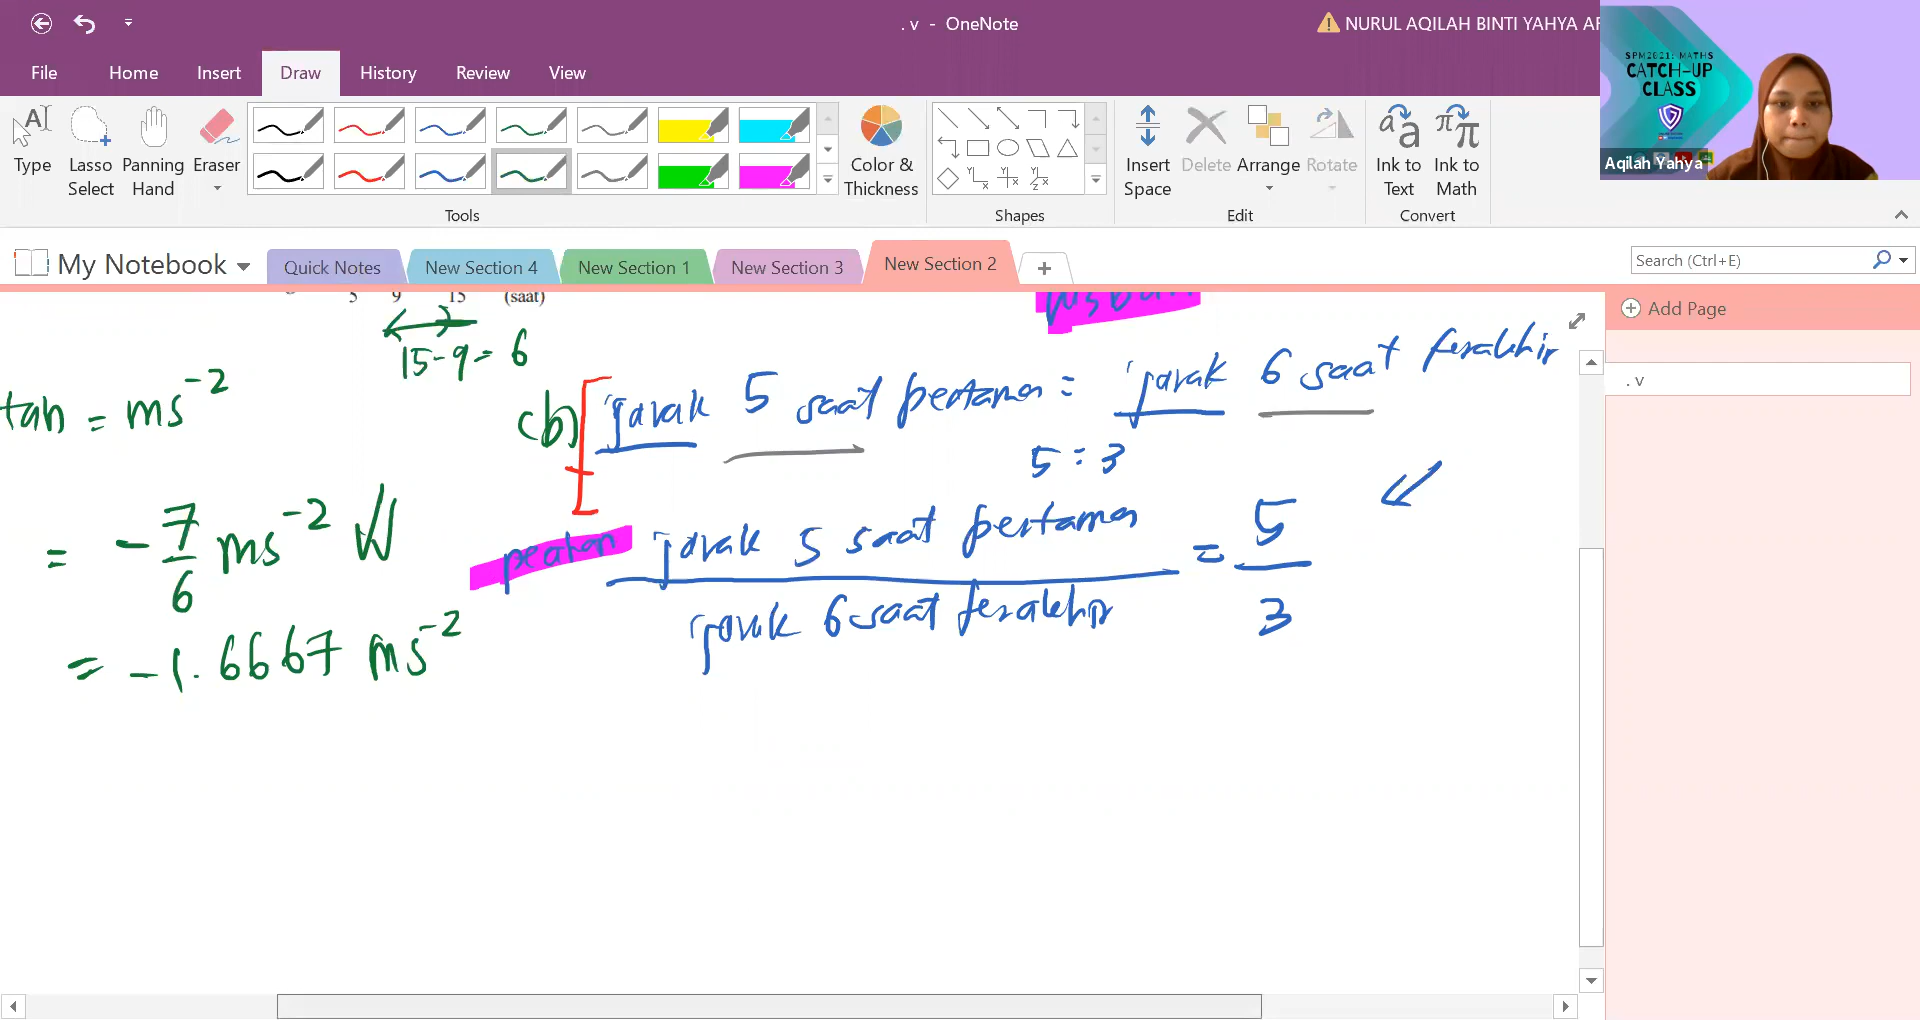 . v - OneNote
NURUL AQILAH BINTI YAHYA AF
File Home Insert Draw History Review View
SPM2021: MATHS
CATCH-UP
CLASS
Aqilah Yahya
Type
Lasso Select
Panning Hand
Eraser
Color & Thickness
Insert Space
Delete
Arrange
Rotate
Ink to Text
Ink to Math
Tools
Shapes
Edit
Convert
My Notebook
Quick Notes
New Section 4
New Section 1
New Section 3
New Section 2
Search (Ctrl+E)
Add Page
. v
5 9 15 (saat)
15-9 = 6
tan = ms⁻²
= -7/6 ms⁻²
= -1.6667 ms⁻²
(b) jarak 5 saat pertama : jarak 6 saat terakhir
5 : 3
pecahan
jarak 5 saat pertama
jarak 6 saat terakhir
= 5/3